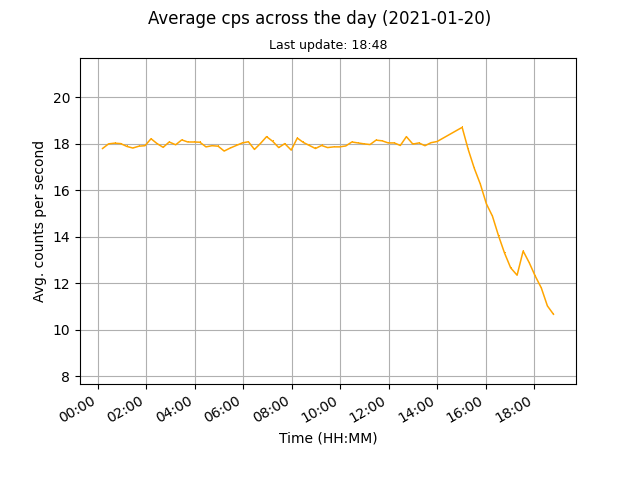 Average cps across the day (2021-01-20)
Last update: 18:48
Avg. counts per second
20
18
16
14
12
10
8
00:00 02:00 04:00 06:00 08:00 10:00 12:00 14:00 16:00 18:00
Time (HH:MM)